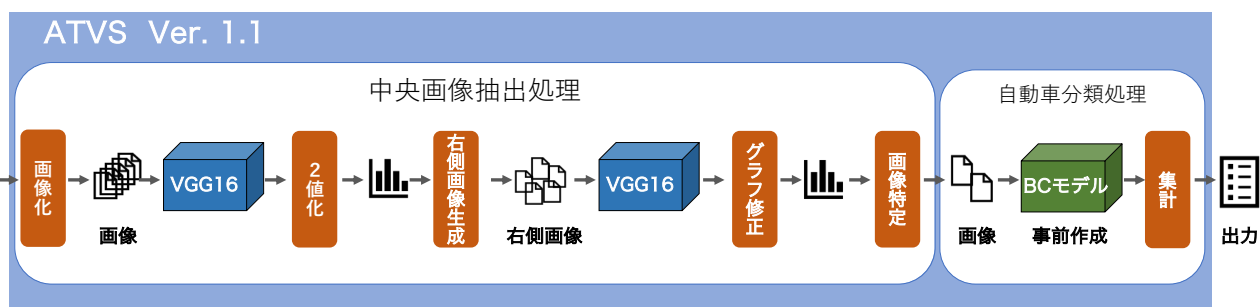 ATVS Ver. 1.1
中央画像抽出処理
自動車分類処理
画像化
画像
VGG16
2値化
右側画像生成
右側画像
VGG16
グラフ修正
画像特定
画像
BCモデル
事前作成
集計
出力